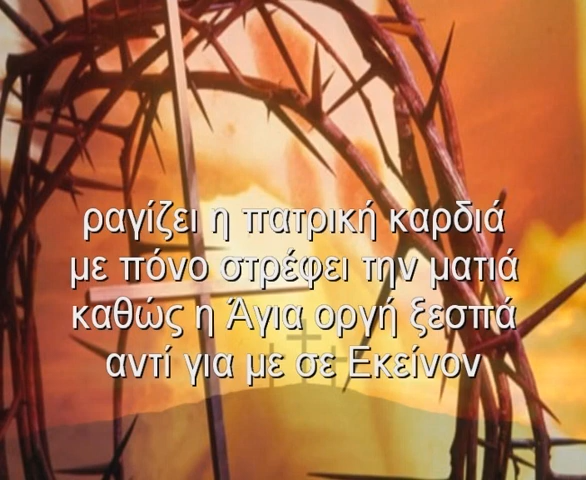 ραγίζει η πατρική καρδιά
με πόνο στρέφει την ματιά
καθώς η Άγια οργή ξεσπά
αντί για με σε Εκείνον